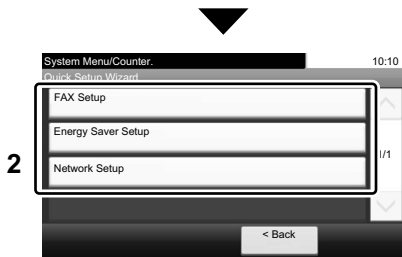 System Menu/Counter. 10:10
Quick Setup Wizard
FAX Setup
Energy Saver Setup
1/1
2
Network Setup
< Back